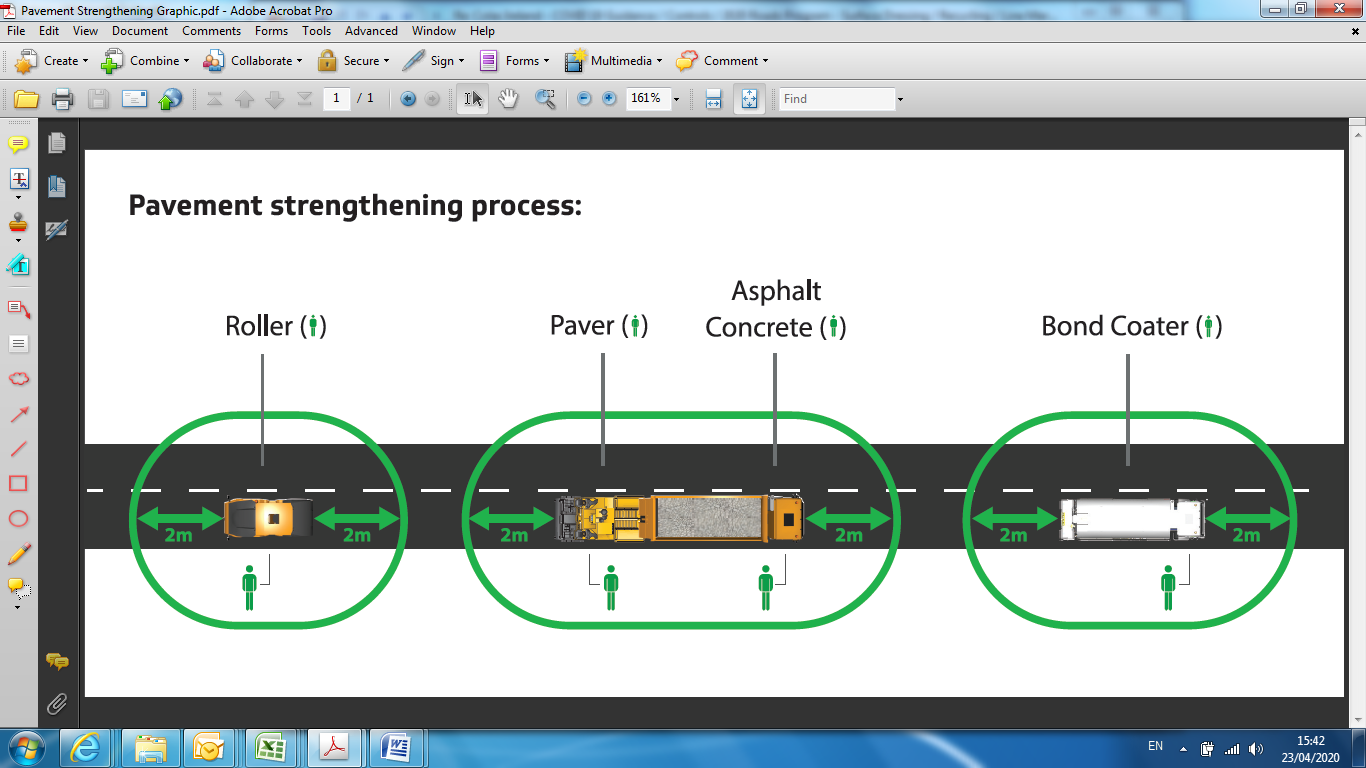 Pavement Strengthening Graphic.pdf - Adobe Acrobat Pro
File Edit View Document Comments Forms Tools Advanced Window Help
Create Combine Collaborate Secure Sign Forms Multimedia Comment
1 / 1 161% Find
Pavement strengthening process:
Asphalt
Roller ( ) Paver ( ) Concrete ( ) Bond Coater ( )
2m 2m 2m 2m 2m 2m
EN 15:42
23/04/2020